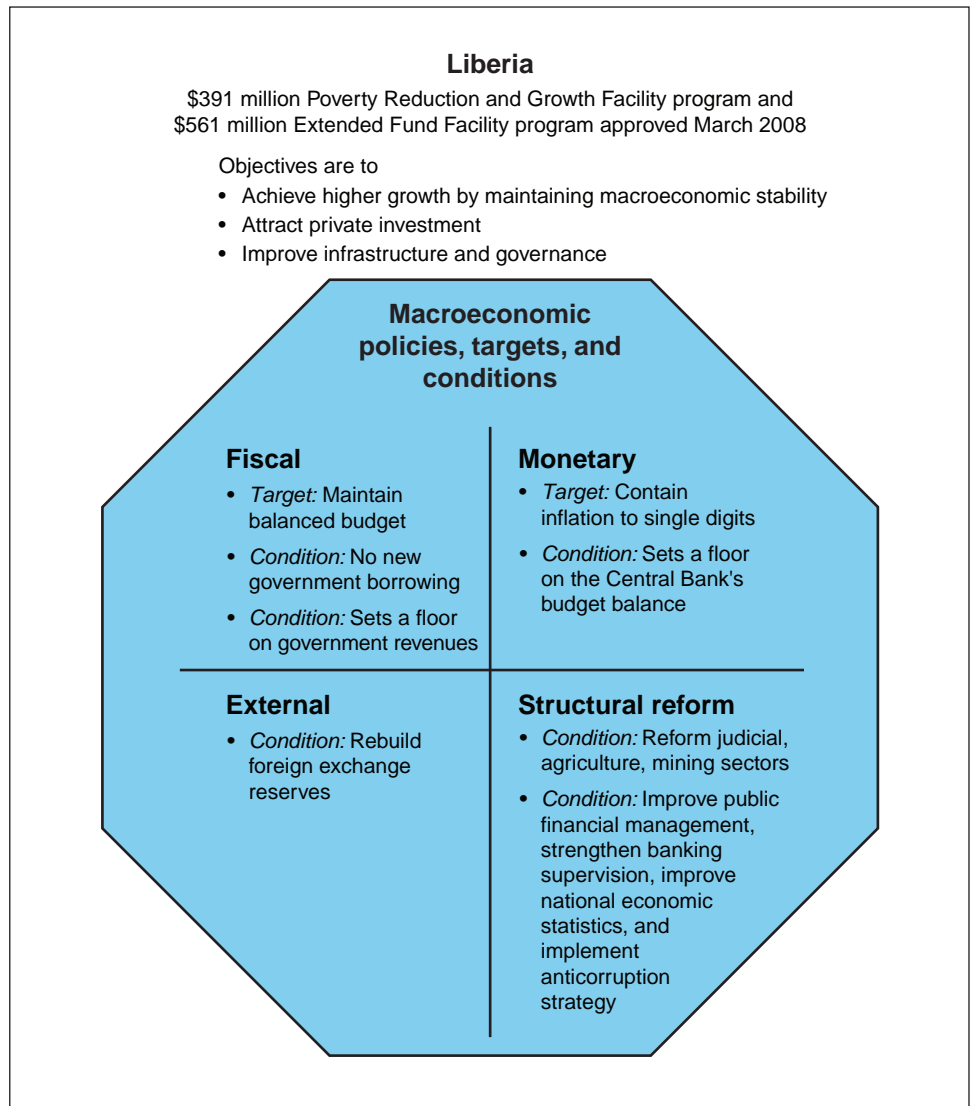 Liberia
$391 million Poverty Reduction and Growth Facility program and
$561 million Extended Fund Facility program approved March 2008
Objectives are to
• Achieve higher growth by maintaining macroeconomic stability
• Attract private investment
• Improve infrastructure and governance
Macroeconomic
policies, targets, and
conditions
Fiscal
• Target: Maintain
balanced budget
• Condition: No new
government borrowing
• Condition: Sets a floor
on government revenues
Monetary
• Target: Contain
inflation to single digits
• Condition: Sets a floor
on the Central Bank's
budget balance
External
• Condition: Rebuild
foreign exchange
reserves
Structural reform
• Condition: Reform judicial,
agriculture, mining sectors
• Condition: Improve public
financial management,
strengthen banking
supervision, improve
national economic
statistics, and
implement
anticorruption
strategy